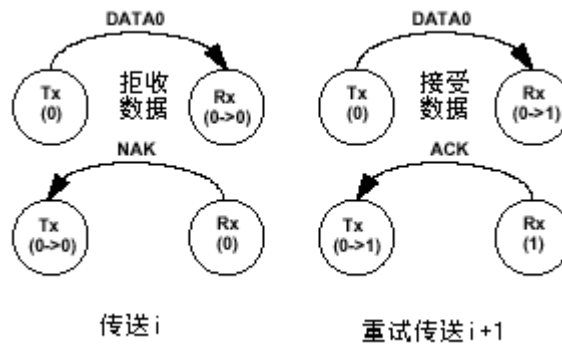 DATA0
Tx
(0)
拒收
数据
Rx
(0->0)
NAK
Tx
(0->0)
Rx
(0)
传送i
DATA0
Tx
(0)
接受
数据
Rx
(0->1)
ACK
Tx
(0->1)
Rx
(1)
重试传送i+1